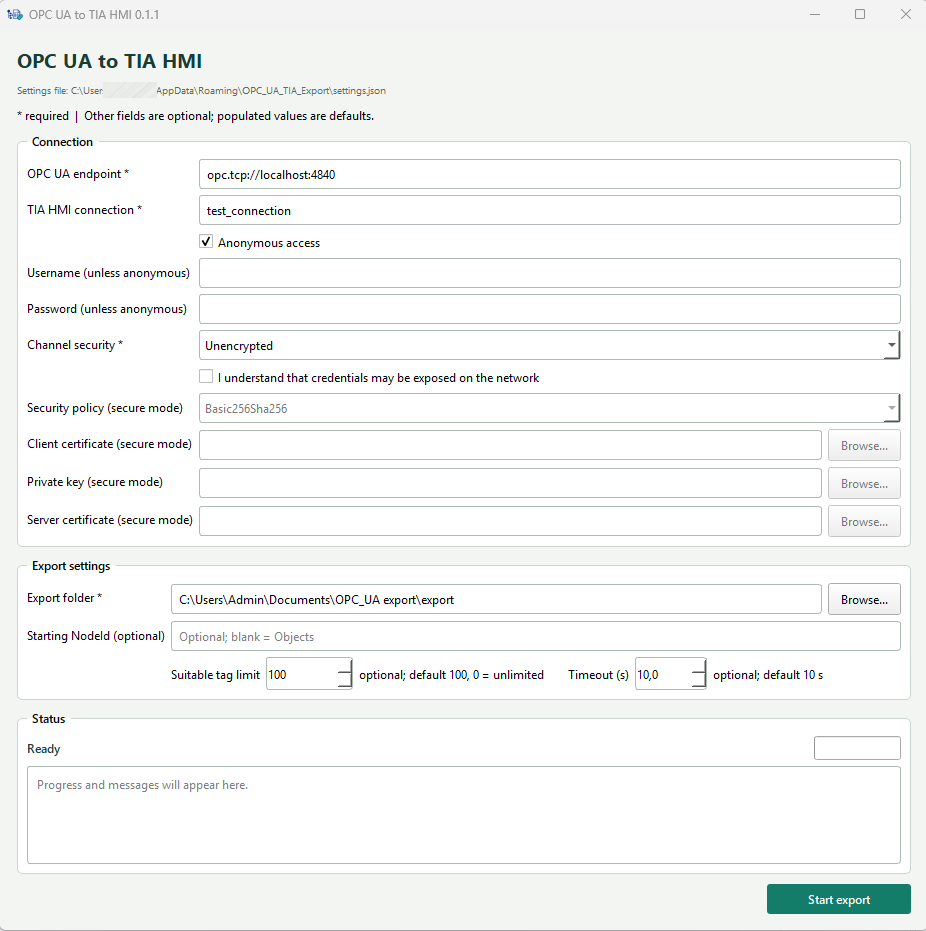 OPC UA to TIA HMI 0.1.1
OPC UA to TIA HMI
Settings file: C:\User AppData\Roaming\OPC_UA_TIA_Export\settings.json
* required | Other fields are optional; populated values are defaults.
Connection
OPC UA endpoint * opc.tcp://localhost:4840
TIA HMI connection * test_connection
Anonymous access
Username (unless anonymous)
Password (unless anonymous)
Channel security * Unencrypted
I understand that credentials may be exposed on the network
Security policy (secure mode) Basic256Sha256
Client certificate (secure mode) Browse...
Private key (secure mode) Browse...
Server certificate (secure mode) Browse...
Export settings
Export folder * C:\Users\Admin\Documents\OPC_UA export\export Browse...
Starting NodeId (optional) Optional; blank = Objects
Suitable tag limit 100 optional; default 100, 0 = unlimited Timeout (s) 10,0 optional; default 10 s
Status
Ready
Progress and messages will appear here.
Start export